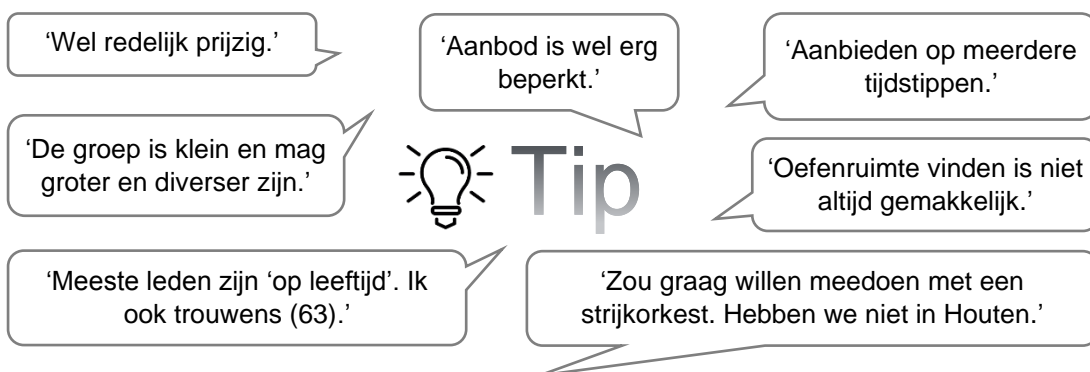 ‘Wel redelijk prijzig.’
‘Aanbod is wel erg
beperkt.’
‘Aanbieden op meerdere
tijdstippen.’
‘De groep is klein en mag
groter en diverser zijn.’
Tip
‘Oefenruimte vinden is niet
altijd gemakkelijk.’
‘Meeste leden zijn ‘op leeftijd’. Ik
ook trouwens (63).’
‘Zou graag willen meedoen met een
strijkorkest. Hebben we niet in Houten.’